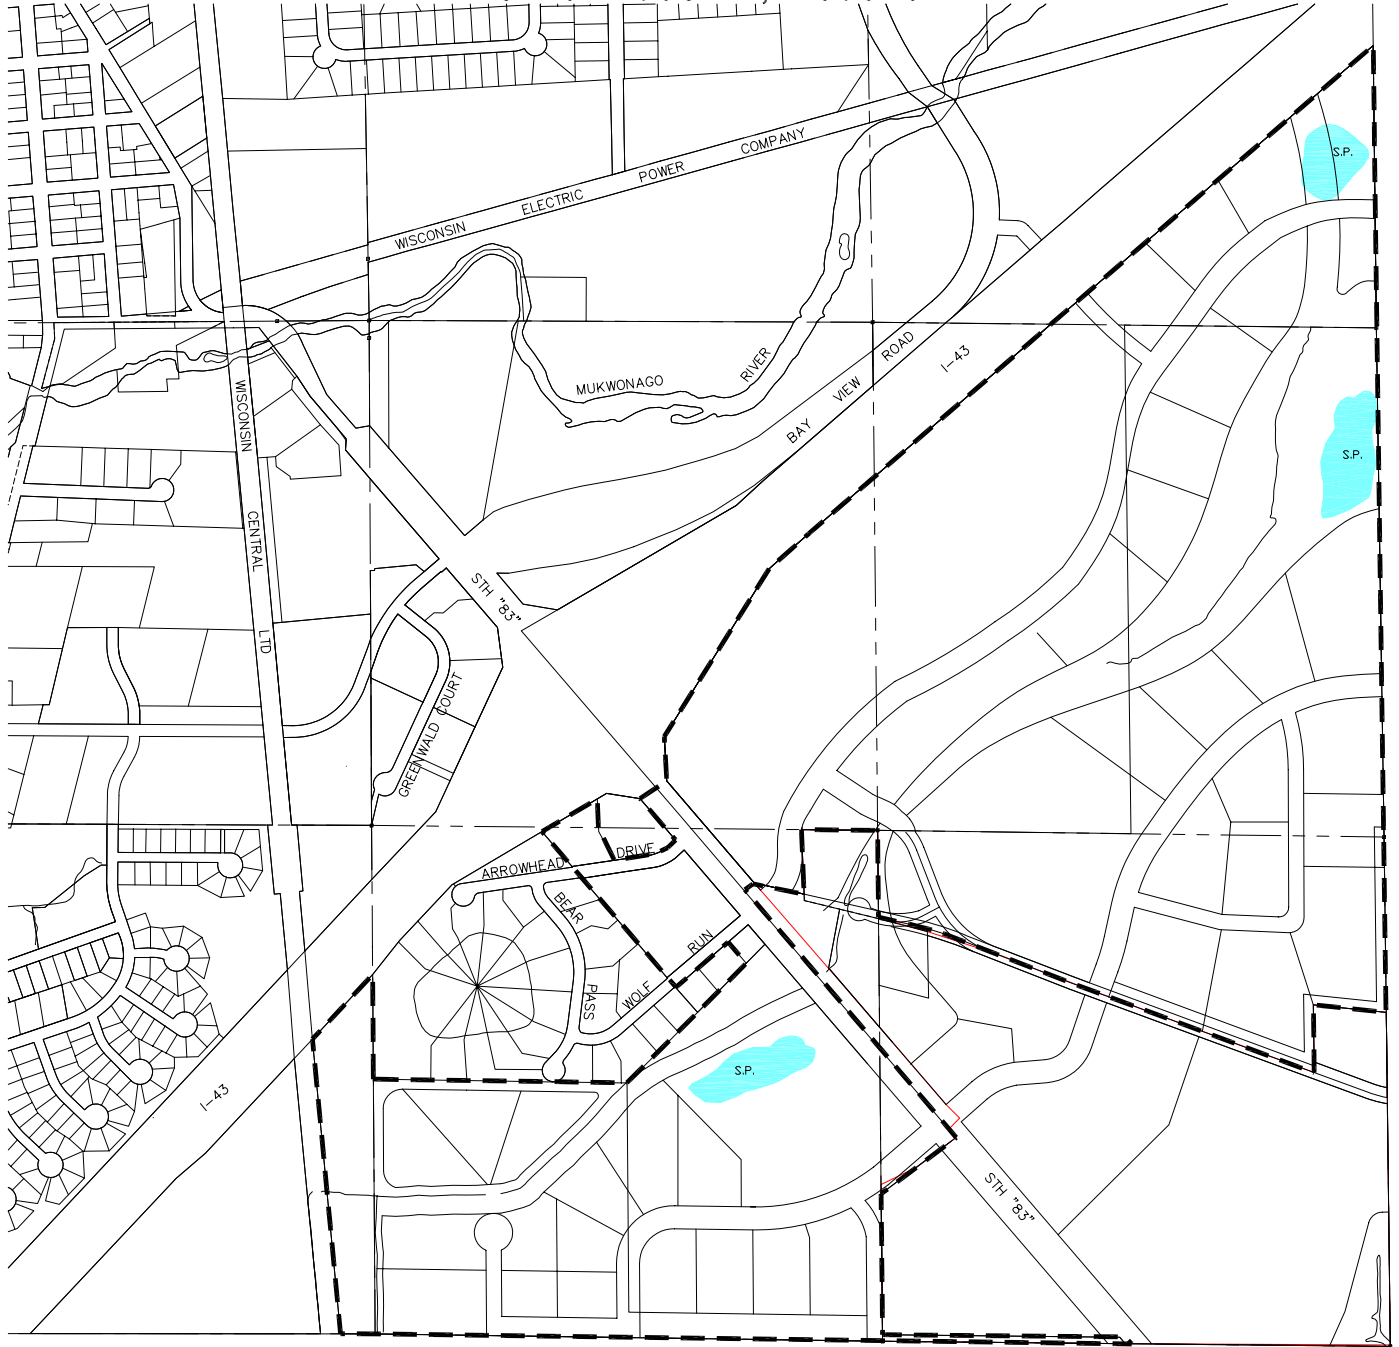 S.P.
WISCONSIN ELECTRIC POWER COMPANY
MUKWONAGO RIVER
BAY VIEW ROAD
I-43
WISCONSIN CENTRAL LTD
S.P.
STH "83"
GREENWALD COURT
ARROWHEAD DRIVE
BEAR PASS
WOLF RUN
S.P.
I-43
STH "83"